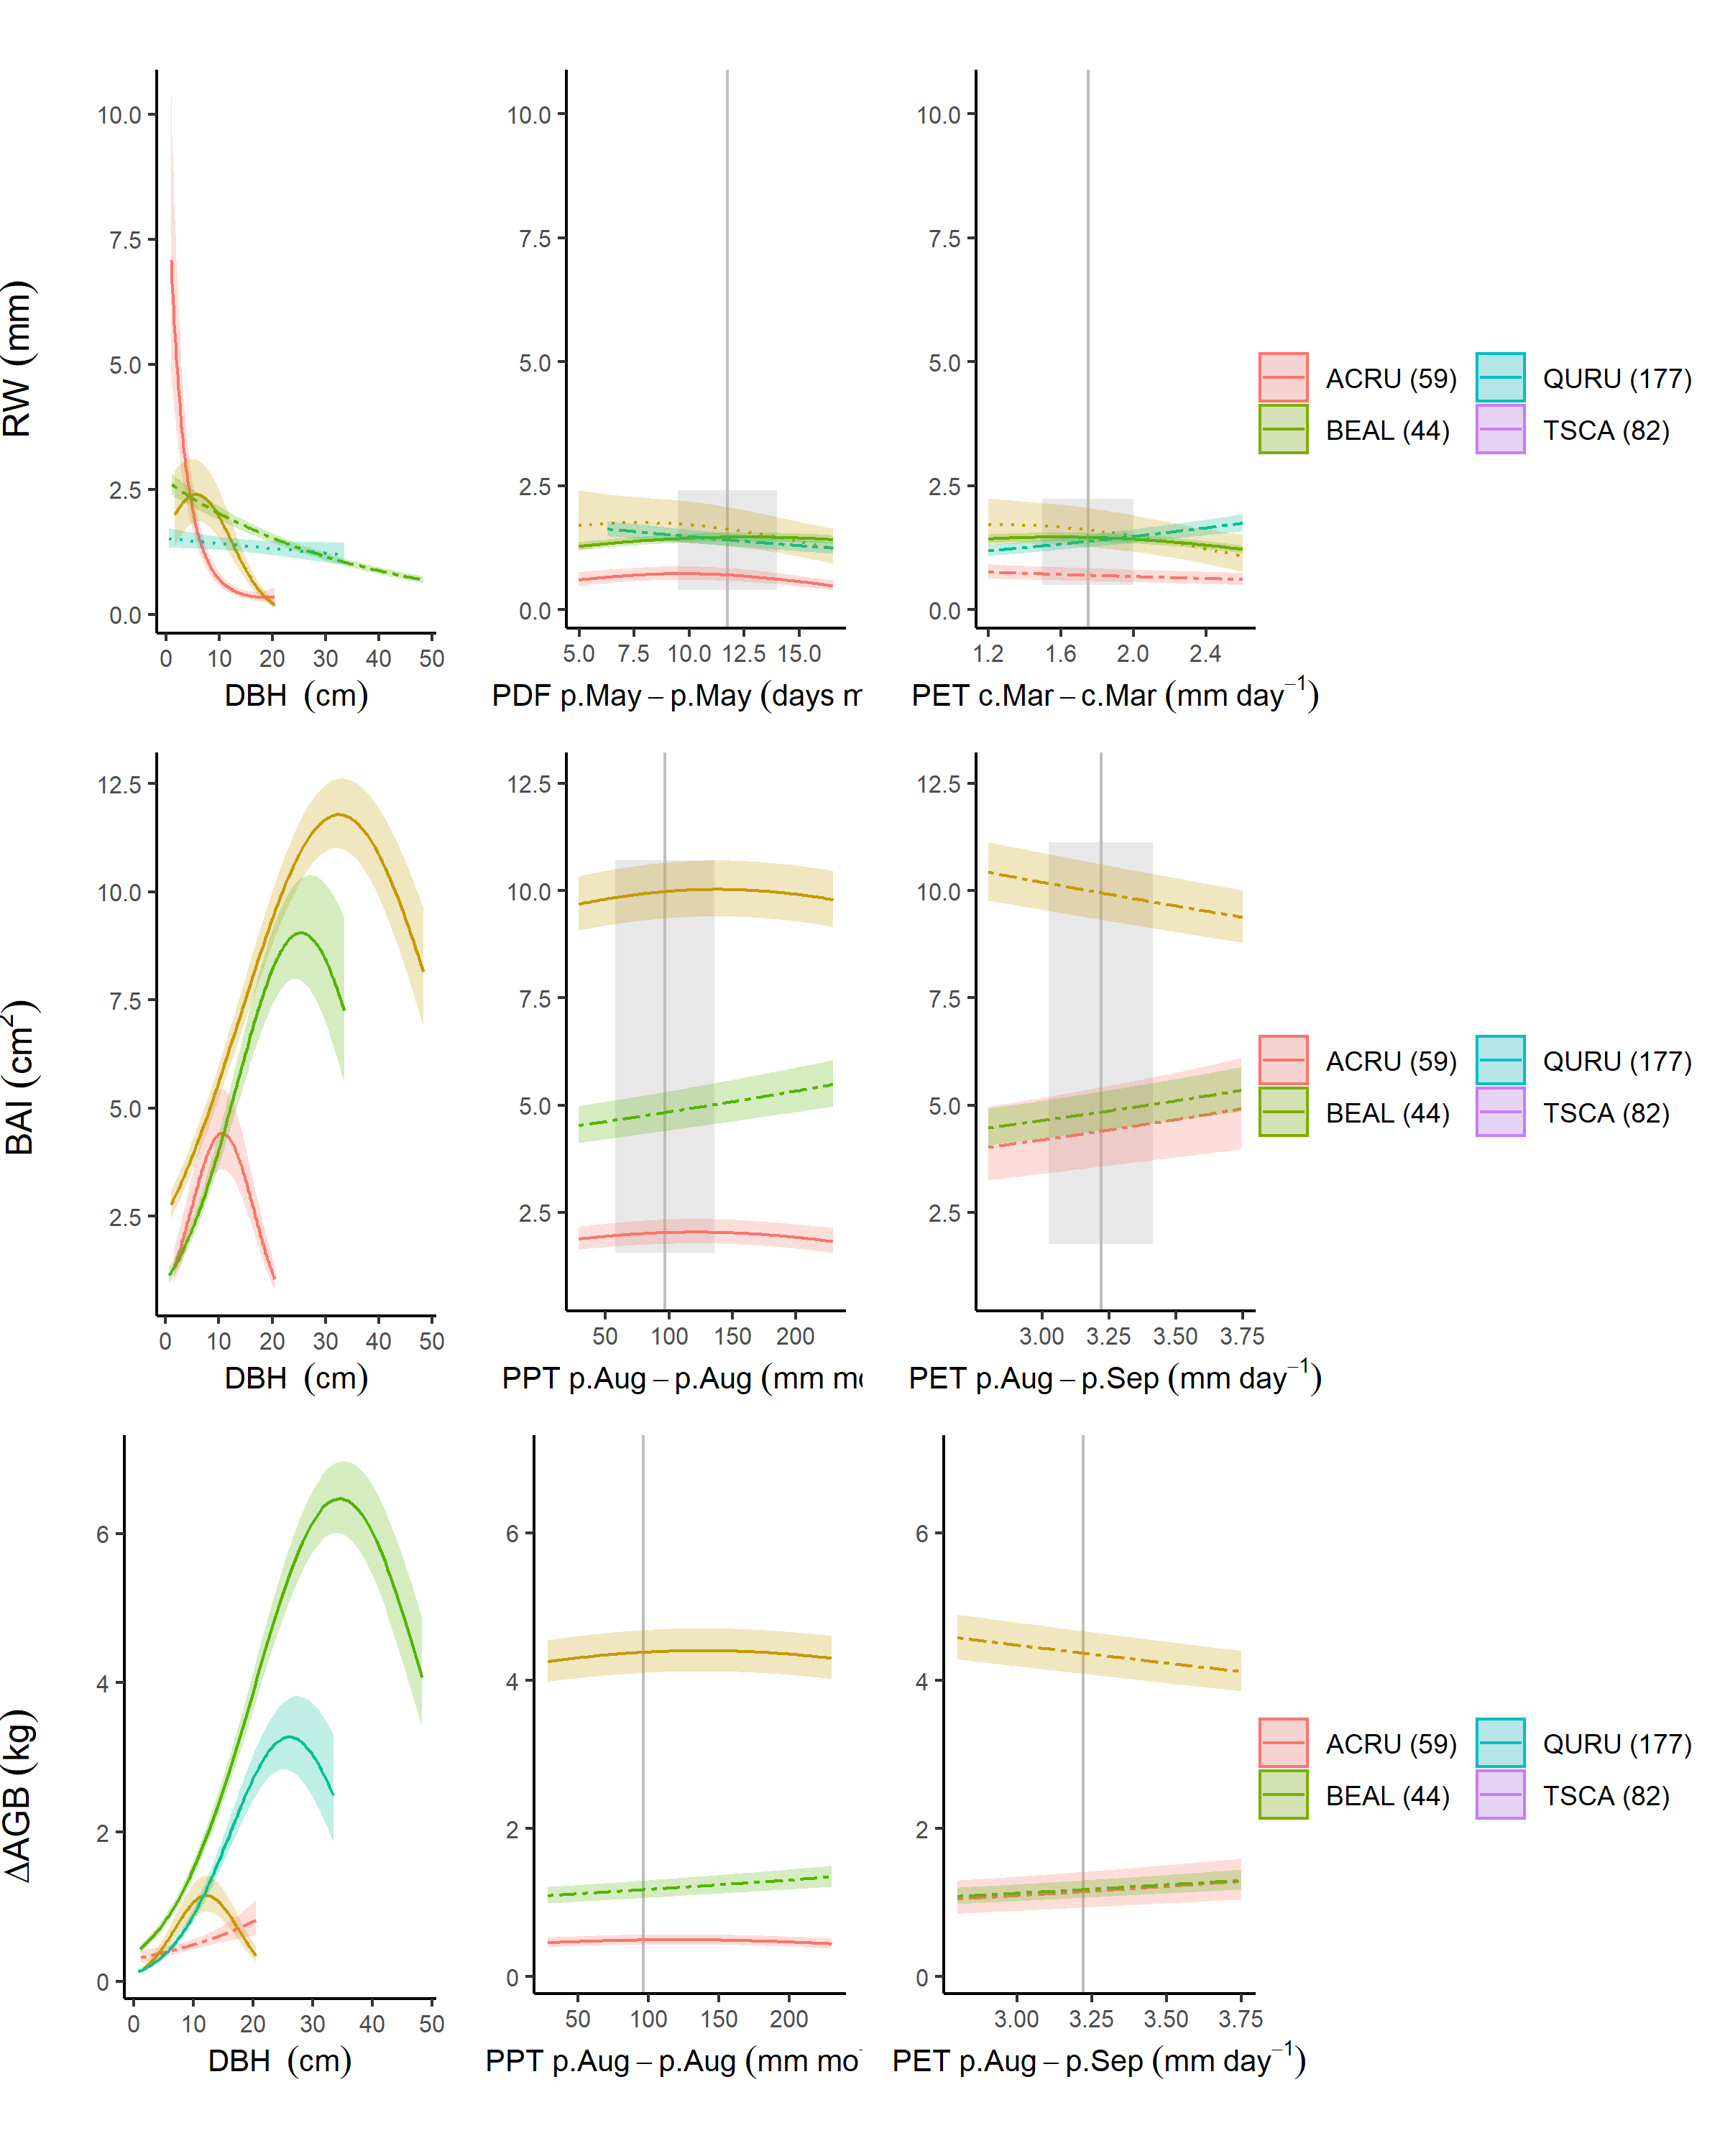 RW (mm)
10.0
7.5
5.0
2.5
0.0
0 10 20 30 40 50
DBH (cm)
10.0
7.5
5.0
2.5
0.0
5.0 7.5 10.0 12.5 15.0
PDF p.May – p.May (days m
10.0
7.5
5.0
2.5
0.0
1.2 1.6 2.0 2.4
PET c.Mar – c.Mar (mm day⁻¹)
ACRU (59) QURU (177)
BEAL (44) TSCA (82)
BAI (cm²)
12.5
10.0
7.5
5.0
2.5
0 10 20 30 40 50
DBH (cm)
12.5
10.0
7.5
5.0
2.5
50 100 150 200
PPT p.Aug – p.Aug (mm mo
12.5
10.0
7.5
5.0
2.5
3.00 3.25 3.50 3.75
PET p.Aug – p.Sep (mm day⁻¹)
ACRU (59) QURU (177)
BEAL (44) TSCA (82)
ΔAGB (kg)
6
4
2
0
0 10 20 30 40 50
DBH (cm)
6
4
2
0
50 100 150 200
PPT p.Aug – p.Aug (mm mo⁻
6
4
2
0
3.00 3.25 3.50 3.75
PET p.Aug – p.Sep (mm day⁻¹)
ACRU (59) QURU (177)
BEAL (44) TSCA (82)